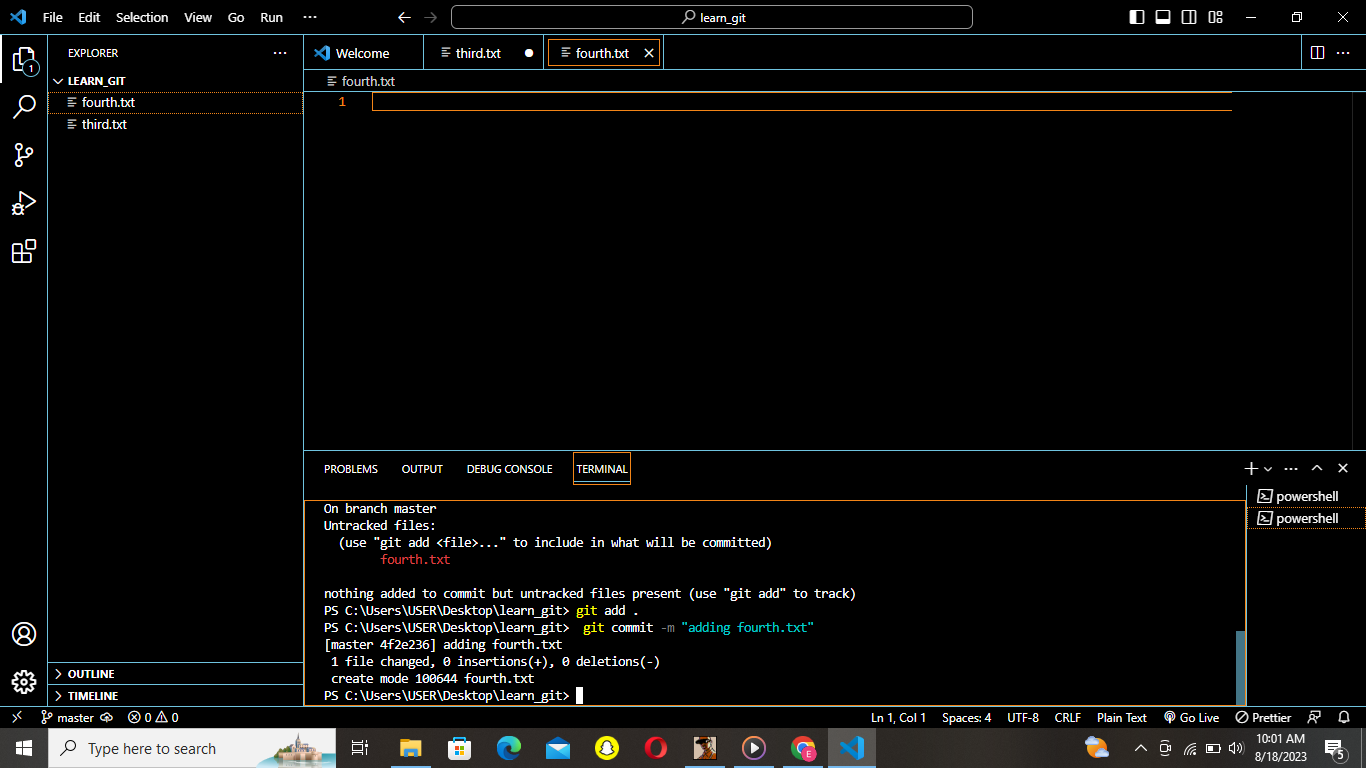 File Edit Selection View Go Run ··· learn_git
EXPLORER ···
Welcome third.txt fourth.txt
LEARN_GIT
fourth.txt
third.txt
fourth.txt
1
1
PROBLEMS OUTPUT DEBUG CONSOLE TERMINAL
powershell
powershell
On branch master
Untracked files:
(use "git add <file>..." to include in what will be committed)
fourth.txt
nothing added to commit but untracked files present (use "git add" to track)
PS C:\Users\USER\Desktop\learn_git> git add .
PS C:\Users\USER\Desktop\learn_git>  git commit -m "adding fourth.txt"
[master 4f2e236] adding fourth.txt
1 file changed, 0 insertions(+), 0 deletions(-)
create mode 100644 fourth.txt
PS C:\Users\USER\Desktop\learn_git>
OUTLINE
TIMELINE
master 0 0 Ln 1, Col 1 Spaces: 4 UTF-8 CRLF Plain Text Go Live Prettier
Type here to search
E
10:01 AM
8/18/2023
5